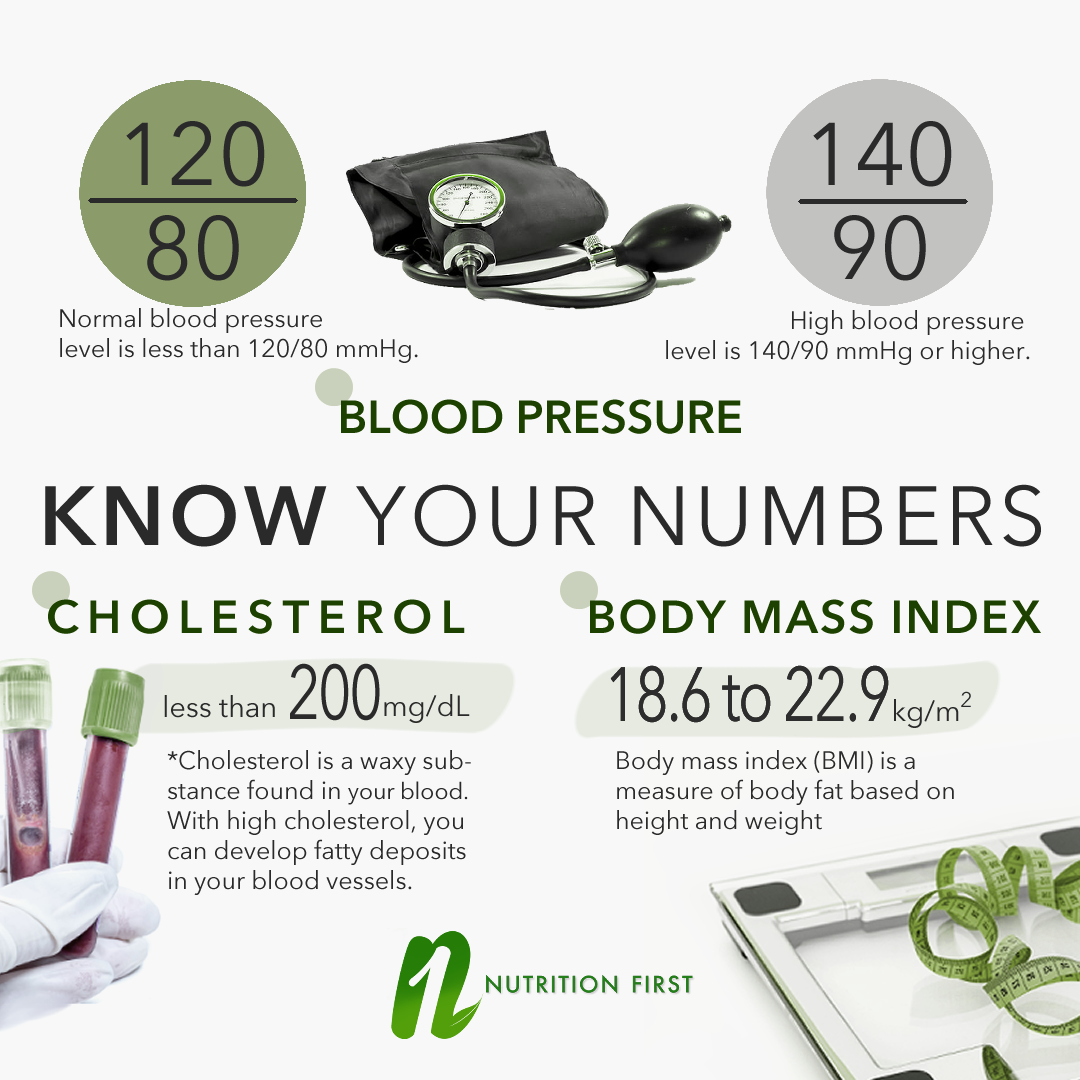 120
80
Normal blood pressure
level is less than 120/80 mmHg.
140
90
High blood pressure
level is 140/90 mmHg or higher.
BLOOD PRESSURE
KNOW YOUR NUMBERS
CHOLESTEROL
less than 200mg/dL
*Cholesterol is a waxy sub-
stance found in your blood.
With high cholesterol, you
can develop fatty deposits
in your blood vessels.
BODY MASS INDEX
18.6 to 22.9kg/m²
Body mass index (BMI) is a
measure of body fat based on
height and weight
NUTRITION FIRST